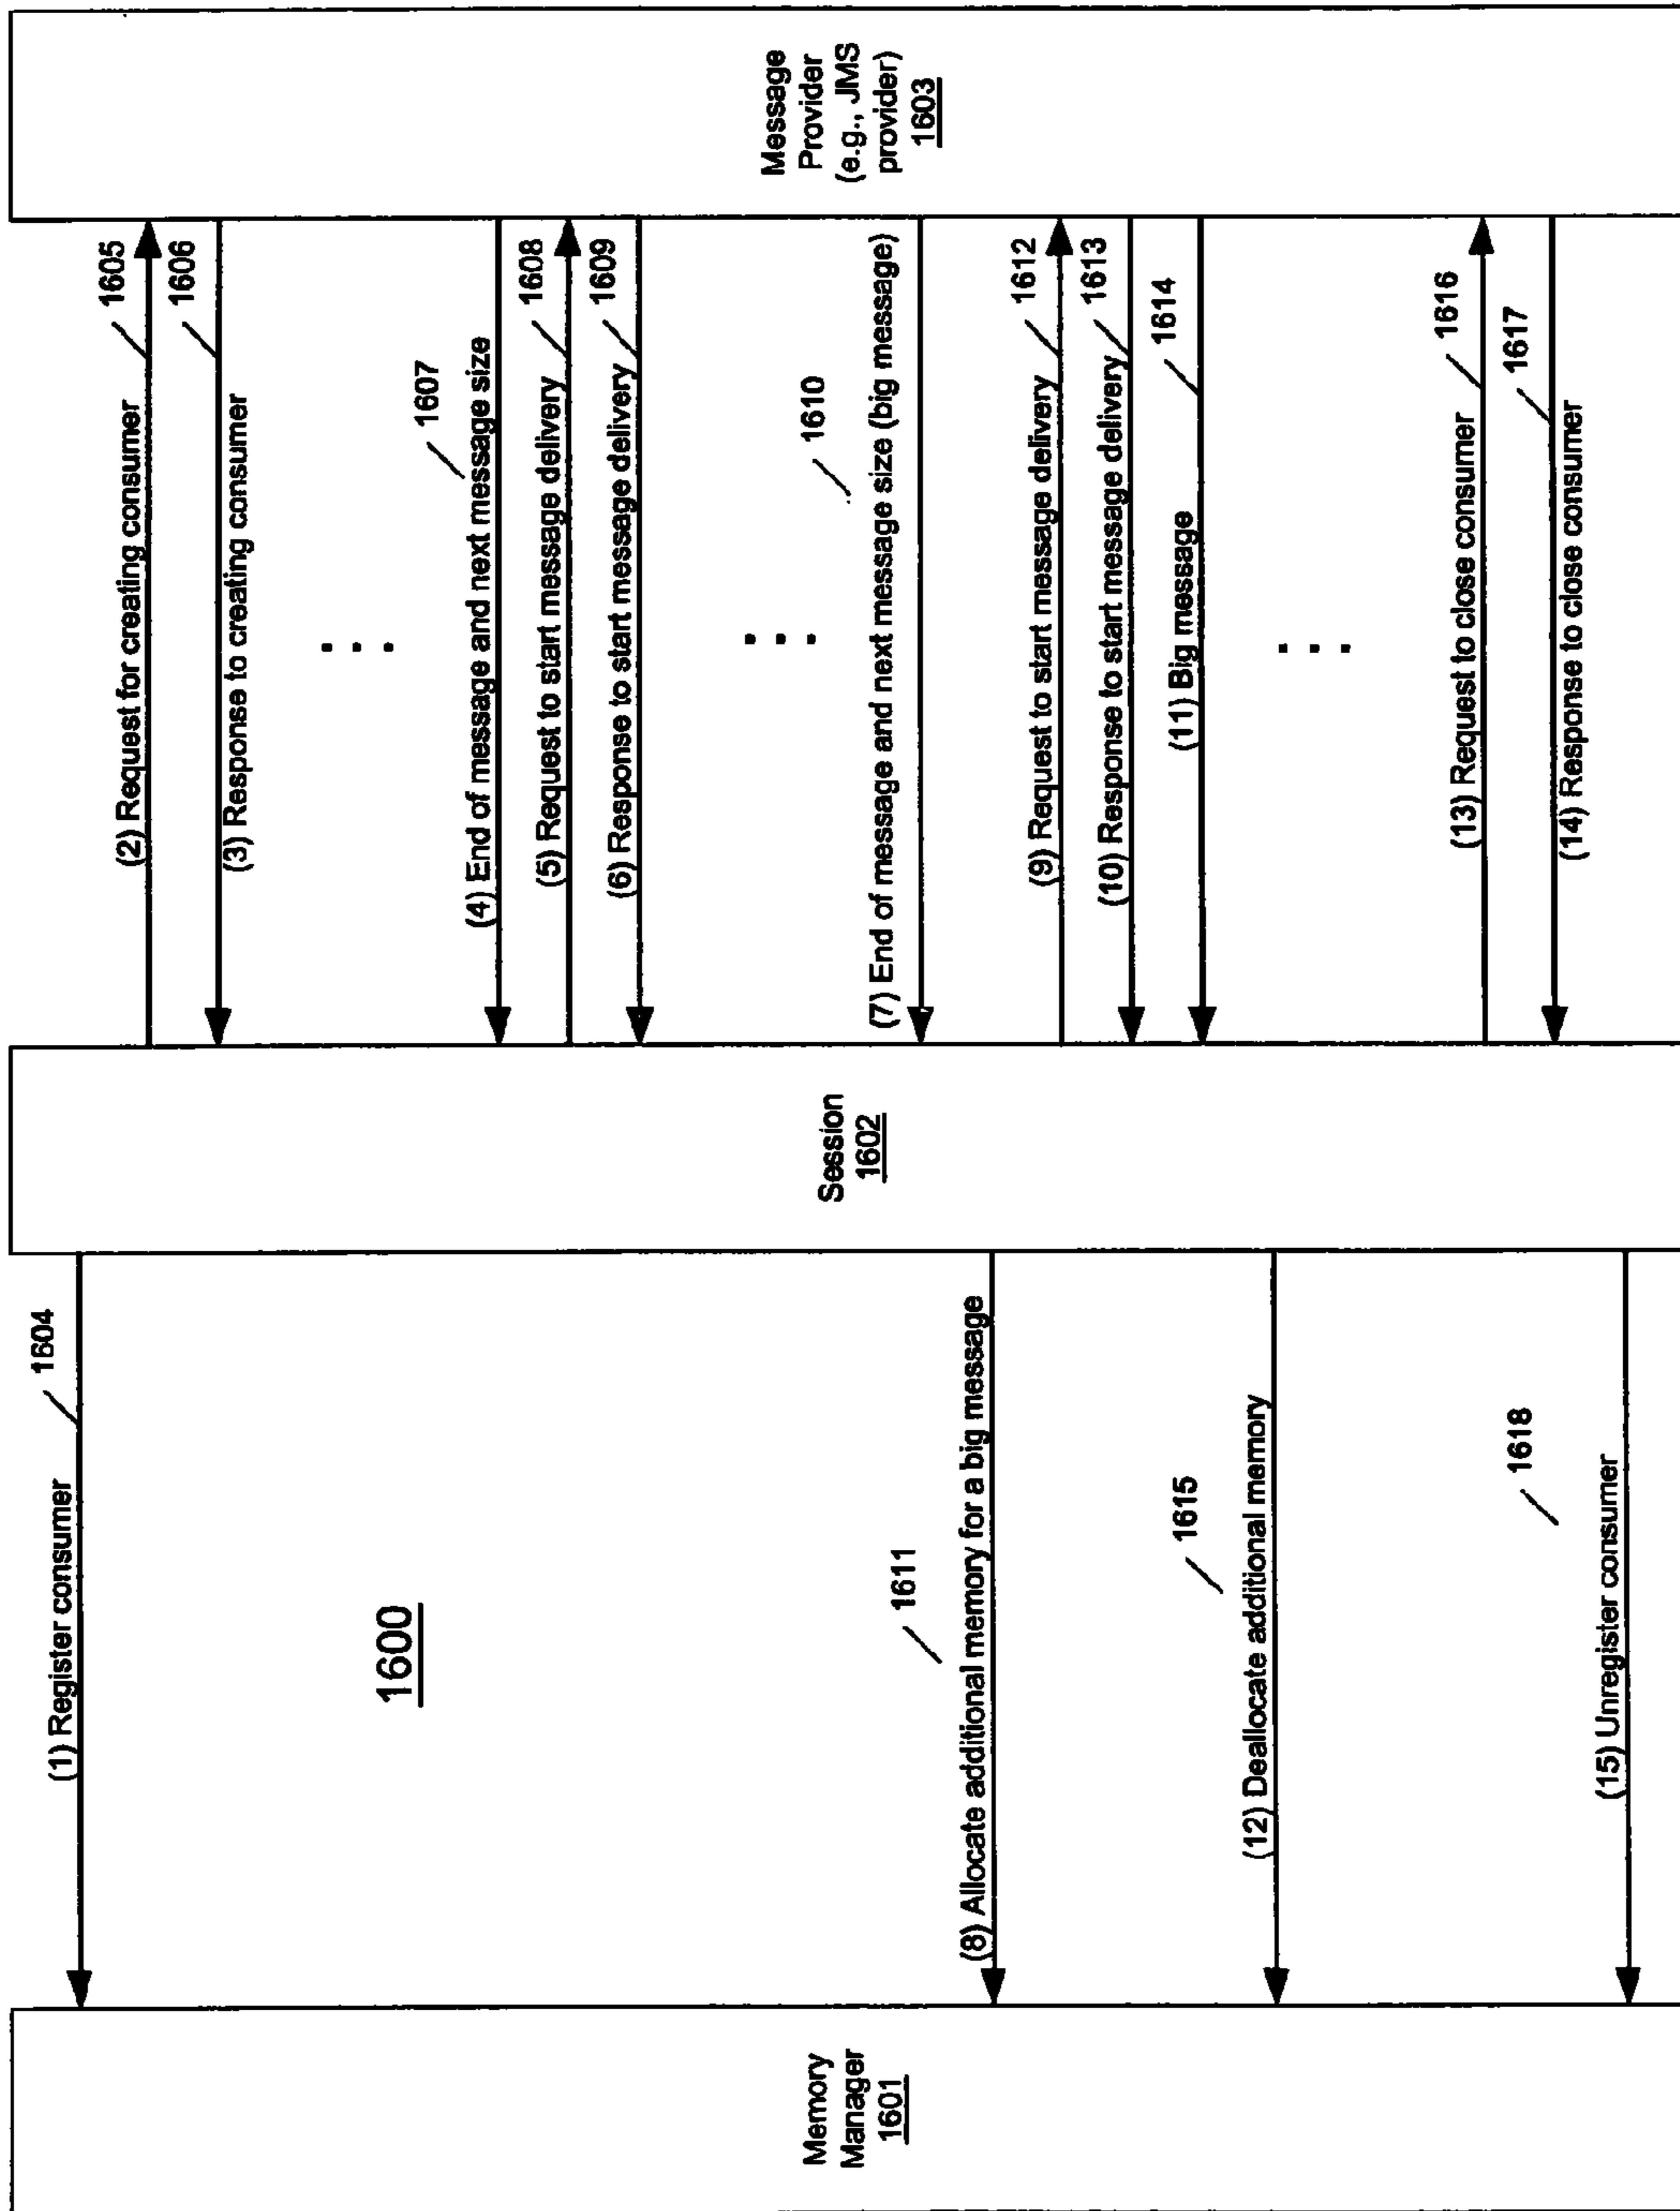 Memory
Manager
1601
Session
1602
Message
Provider
(e.g., JMS
provider)
1603
1600
(1) Register consumer
1604
(2) Request for creating consumer
1605
(3) Response to creating consumer
1606
(4) End of message and next message size
1607
(5) Request to start message delivery
1608
(6) Response to start message delivery
1609
(7) End of message and next message size (big message)
1610
(8) Allocate additional memory for a big message
1611
(9) Request to start message delivery
1612
(10) Response to start message delivery
1613
(11) Big message
1614
(12) Deallocate additional memory
1615
(13) Request to close consumer
1616
(14) Response to close consumer
1617
(15) Unregister consumer
1618